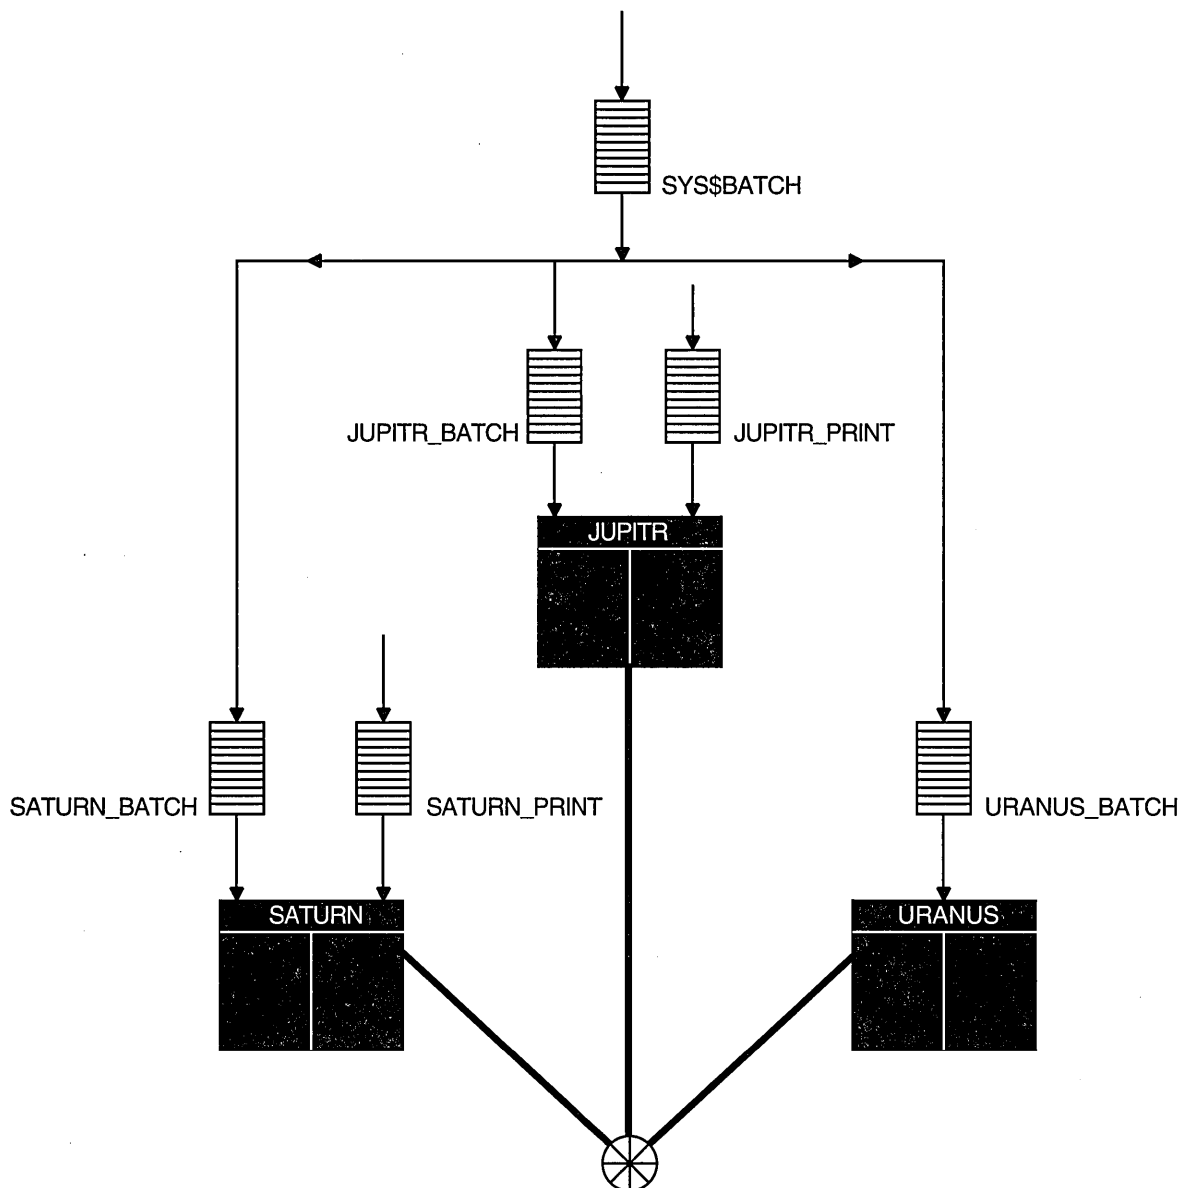 SYS$BATCH
JUPITR_BATCH
JUPITR_PRINT
JUPITR
SATURN_BATCH
SATURN_PRINT
URANUS_BATCH
SATURN
URANUS